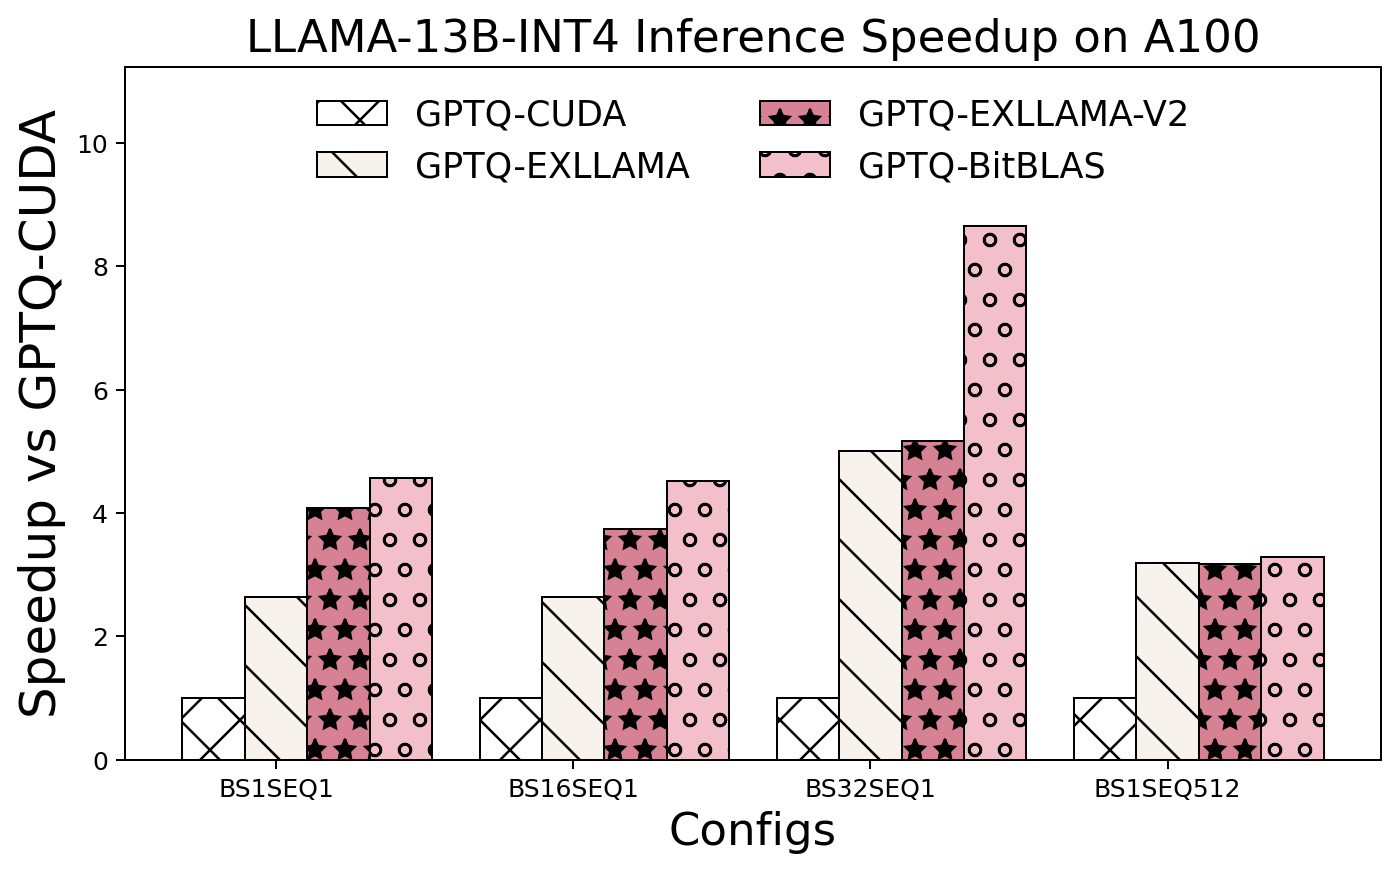 LLAMA-13B-INT4 Inference Speedup on A100
Speedup vs GPTQ-CUDA
GPTQ-CUDA
GPTQ-EXLLAMA
GPTQ-EXLLAMA-V2
GPTQ-BitBLAS
10
8
6
4
2
0
BS1SEQ1
BS16SEQ1
BS32SEQ1
BS1SEQ512
Configs